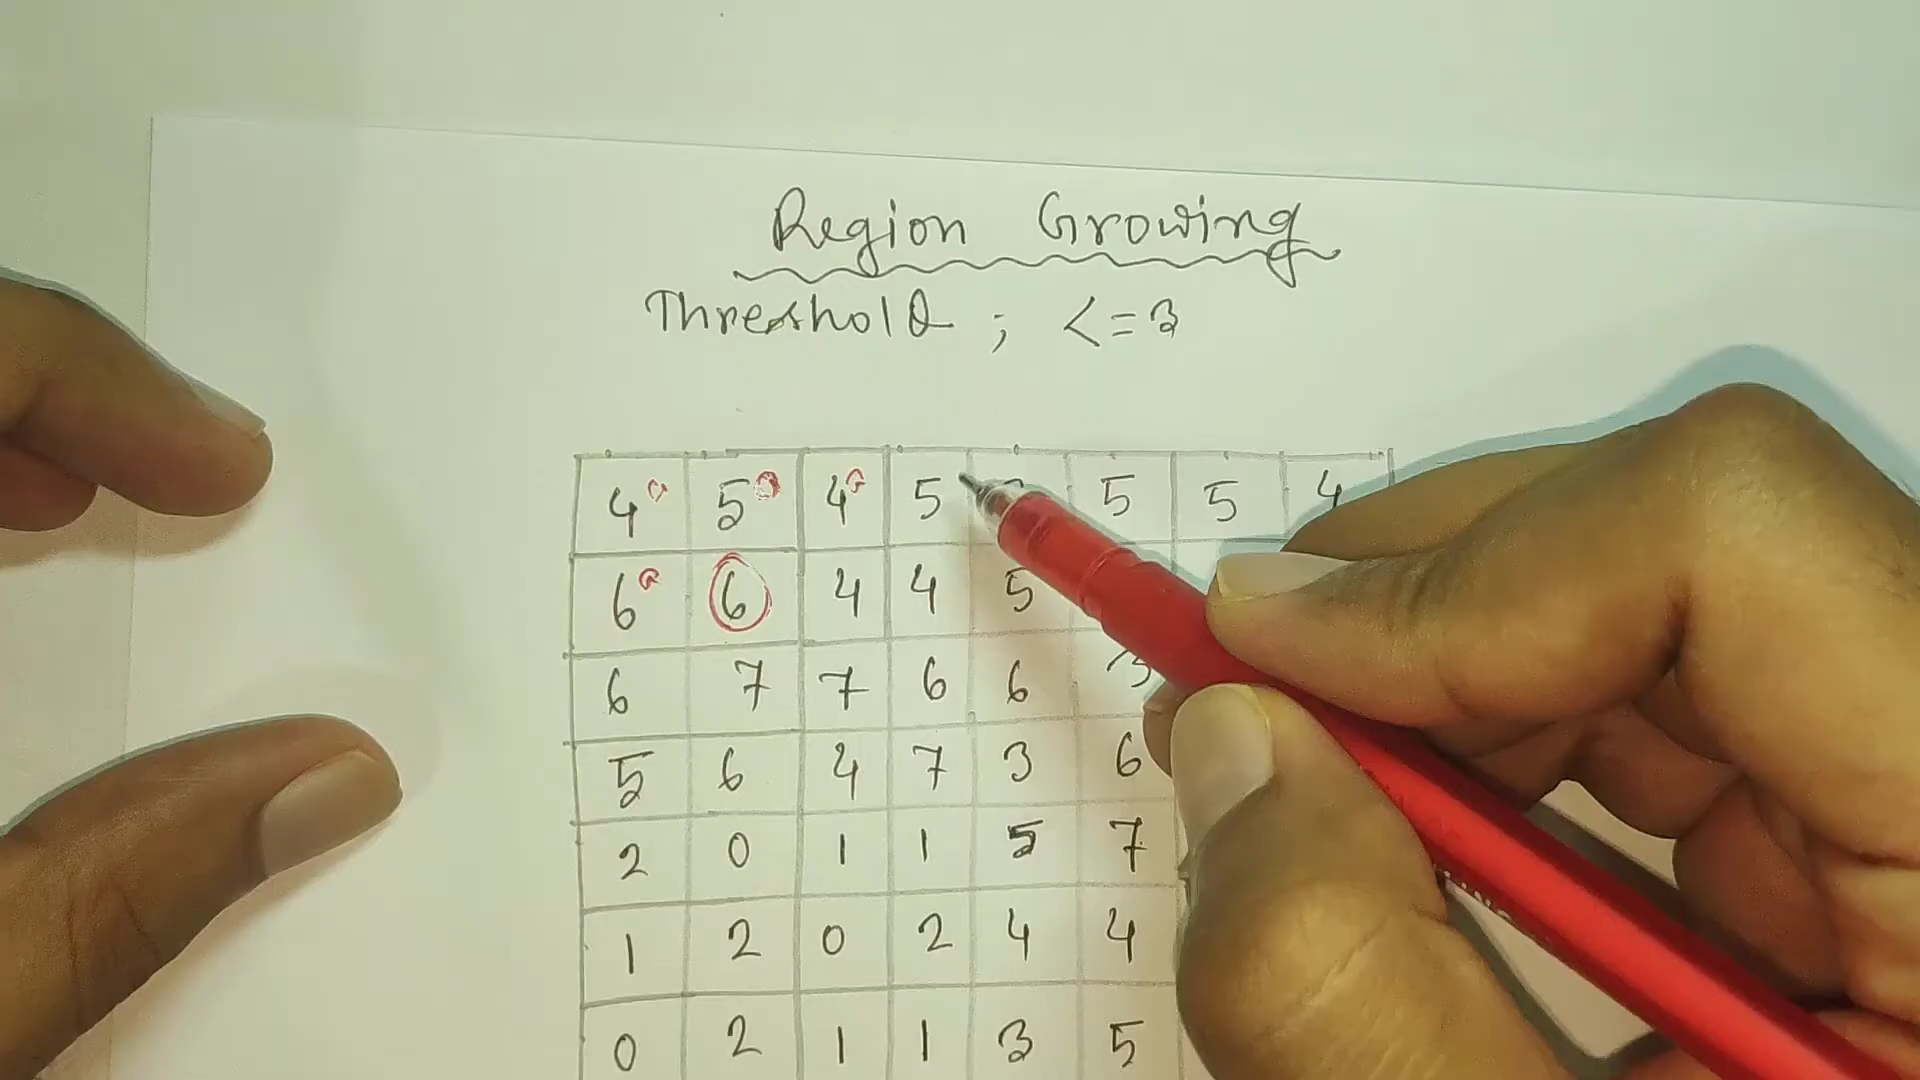 Region Growing
Threshold ; <=3
4 5 4 5 5 5 4
6 6 4 4 5
6 7 7 6 6 3
5 6 4 7 3 6
2 0 1 1 5 7
1 2 0 2 4 4
0 2 1 1 3 5